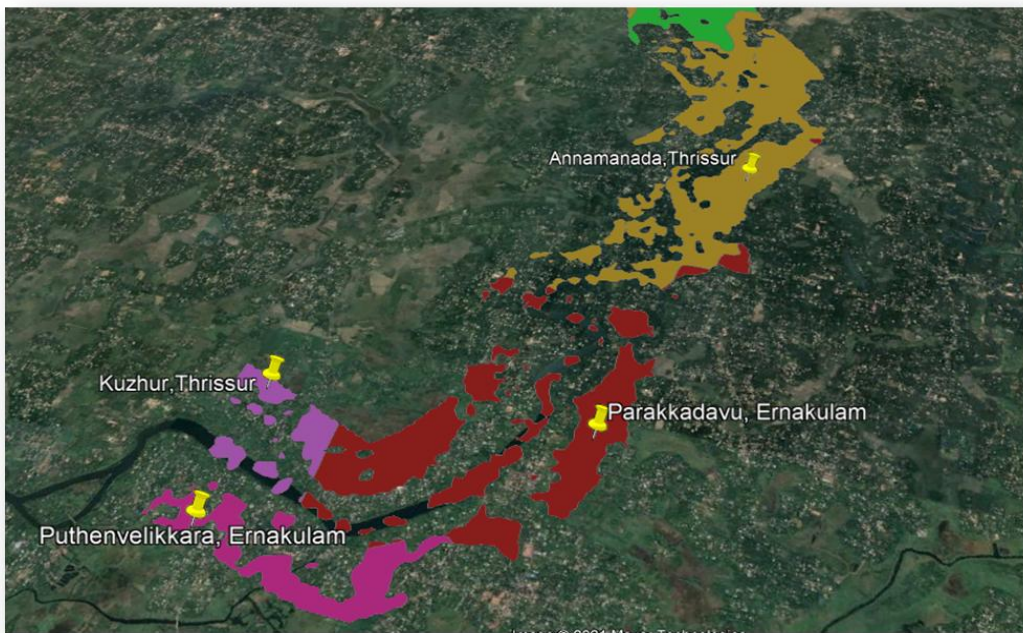 Annamanada,Thrissur
Kuzhur,Thrissur
Parakkadavu, Ernakulam
Puthenvelikkara, Ernakulam